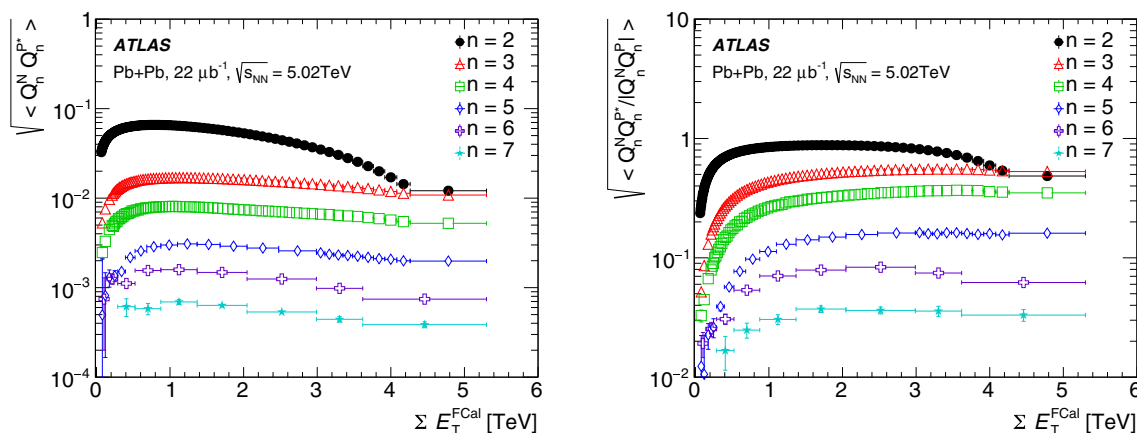 √< Q_n^N Q_n^P* >
ATLAS
Pb+Pb, 22 μb⁻¹, √s_NN = 5.02TeV
n = 2
n = 3
n = 4
n = 5
n = 6
n = 7
1
10⁻¹
10⁻²
10⁻³
10⁻⁴
0 1 2 3 4 5 6
Σ E_T^FCal [TeV]
√< Q_n^N Q_n^P*/|Q_n^N Q_n^P| >
ATLAS
Pb+Pb, 22 μb⁻¹, √s_NN = 5.02TeV
n = 2
n = 3
n = 4
n = 5
n = 6
n = 7
10
1
10⁻¹
10⁻²
0 1 2 3 4 5 6
Σ E_T^FCal [TeV]